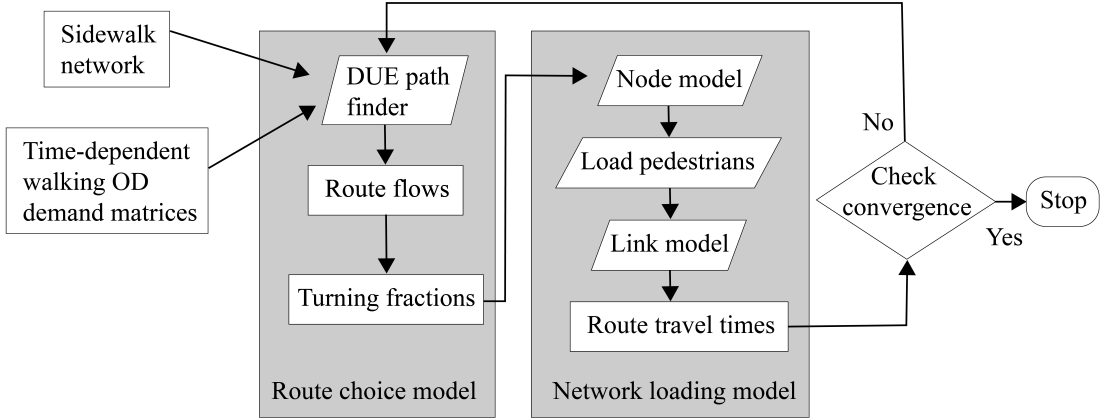 Sidewalk
network
Time-dependent
walking OD
demand matrices
DUE path
finder
Route flows
Turning fractions
Route choice model
Node model
Load pedestrians
Link model
Route travel times
Network loading model
No
Check
convergence
Yes
Stop